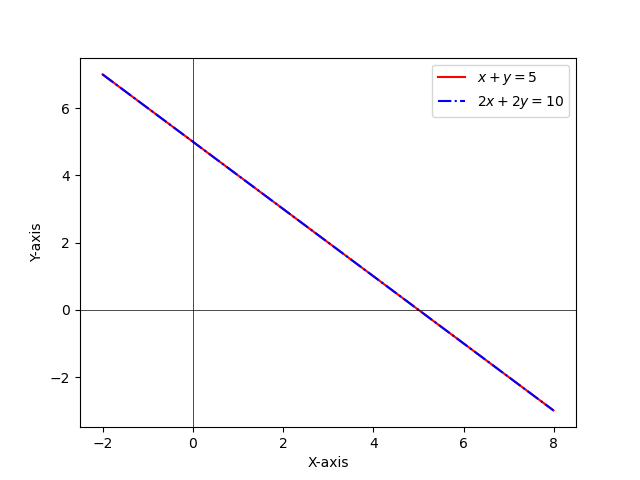 x + y = 5
2x + 2y = 10
6
4
2
0
−2
Y-axis
−2 0 2 4 6 8
X-axis